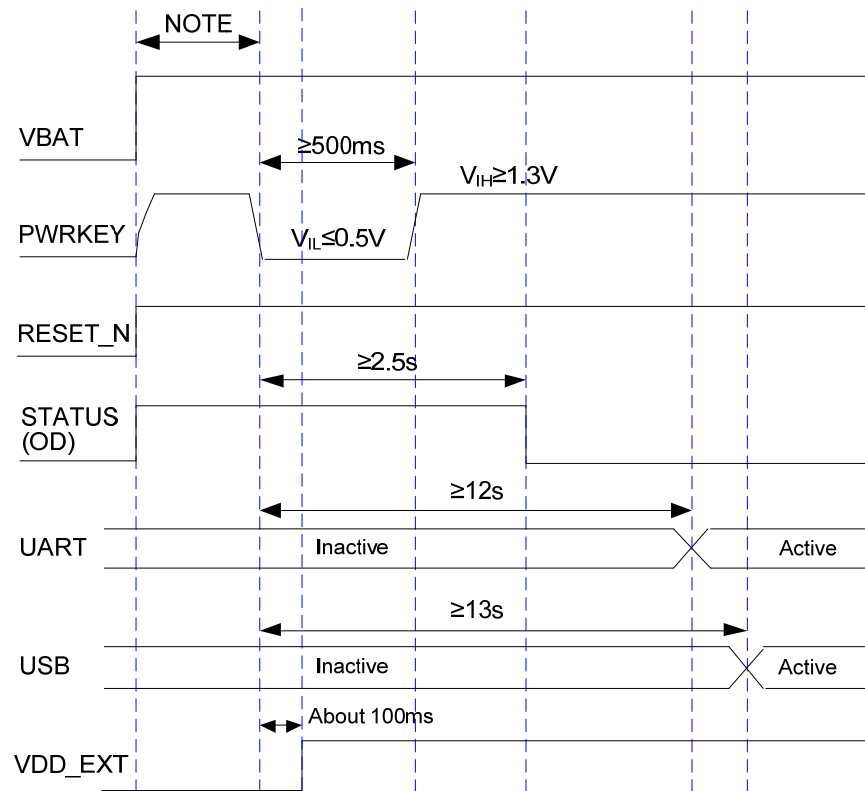 NOTE
VBAT
≥500ms
VIH≥1.3V
PWRKEY
VIL≤0.5V
RESET_N
≥2.5s
STATUS
(OD)
≥12s
UART
Inactive
Active
≥13s
USB
Inactive
Active
About 100ms
VDD_EXT